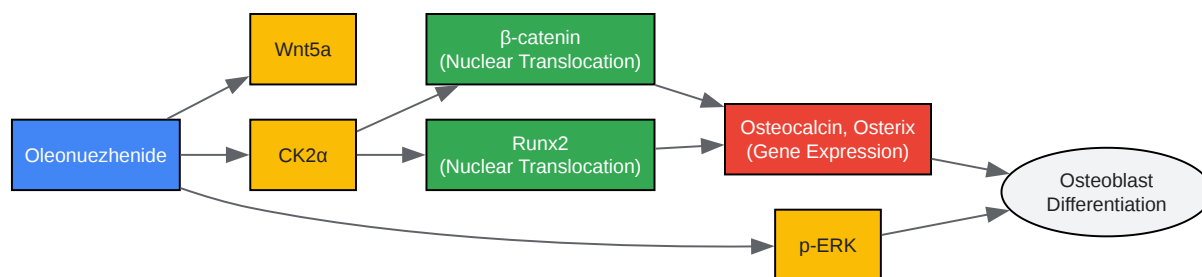 Oleonuezhenide
Wnt5a
CK2α
β-catenin
(Nuclear Translocation)
Runx2
(Nuclear Translocation)
Osteocalcin, Osterix
(Gene Expression)
p-ERK
Osteoblast
Differentiation